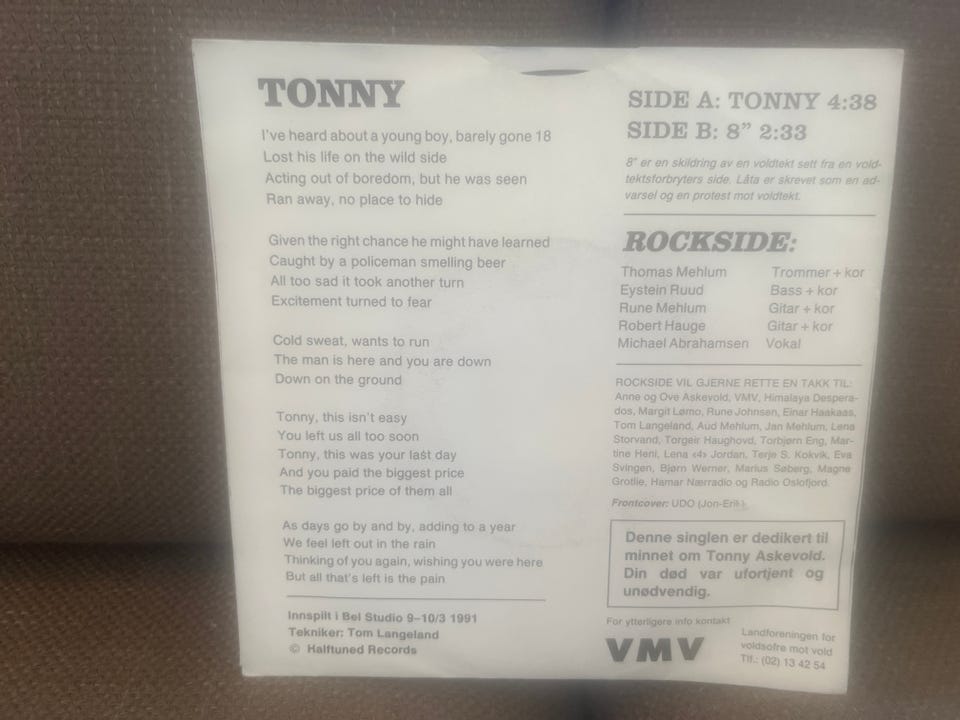 TONNY
I've heard about a young boy, barely gone 18
Lost his life on the wild side
Acting out of boredom, but he was seen
Ran away, no place to hide
Given the right chance he might have learned
Caught by a policeman smelling beer
All too sad it took another turn
Excitement turned to fear
Cold sweat, wants to run
The man is here and you are down
Down on the ground
Tonny, this isn't easy
You left us all too soon
Tonny, this was your last day
And you paid the biggest price
The biggest price of them all
As days go by and by, adding to a year
We feel left out in the rain
Thinking of you again, wishing you were here
But all that's left is the pain
Innspilt i Bel Studio 9–10/3 1991
Tekniker: Tom Langeland
© Halftuned Records
SIDE A: TONNY 4:38
SIDE B: 8" 2:33
8" er en skildring av en voldtekt sett fra en vold-
tektsforbryters side. Låta er skrevet som en ad-
varsel og en protest mot voldtekt.
ROCKSIDE:
Thomas Mehlum Trommer + kor
Eystein Ruud Bass + kor
Rune Mehlum Gitar + kor
Robert Hauge Gitar + kor
Michael Abrahamsen Vokal
ROCKSIDE VIL GJERNE RETTE EN TAKK TIL:
Anne og Ove Askevold, VMV, Himalaya Despera-
dos, Margit Lømo, Rune Johnsen, Einar Haakaas,
Tom Langeland, Aud Mehlum, Jan Mehlum, Lena
Storvand, Torgeir Haughovd, Torbjørn Eng, Mar-
tine Heni, Lena «4» Jordan, Terje S. Kokvik, Eva
Svingen, Bjørn Werner, Marius Søberg, Magne
Grotlie, Hamar Nærradio og Radio Oslofjord.
Frontcover: UDO (Jon-Erik)
Denne singlen er dedikert til
minnet om Tonny Askevold.
Din død var ufortjent og
unødvendig.
For ytterligere info kontakt
VMV
Landforeningen for
voldsofre mot vold
Tlf.: (02) 13 42 54